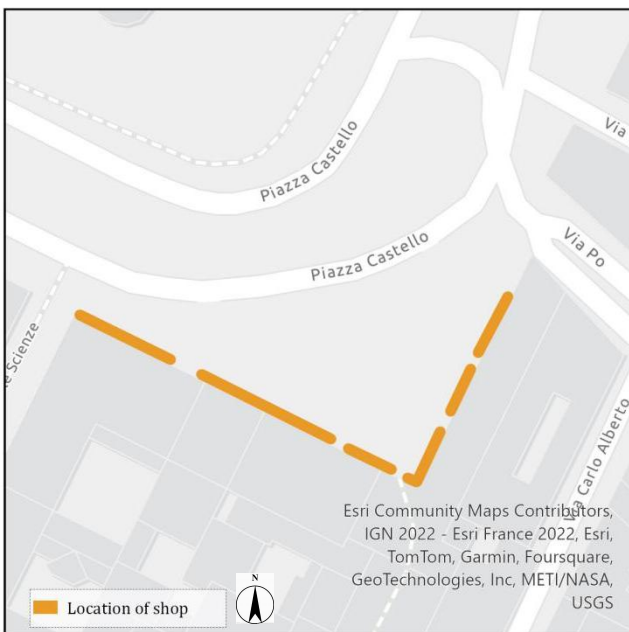 Piazza Castello
Via
Piazza Castello
Via Po
le Scienze
Via Carlo Alberto
Esri Community Maps Contributors,
IGN 2022 - Esri France 2022, Esri,
TomTom, Garmin, Foursquare,
GeoTechnologies, Inc, METI/NASA,
USGS
N
Location of shop